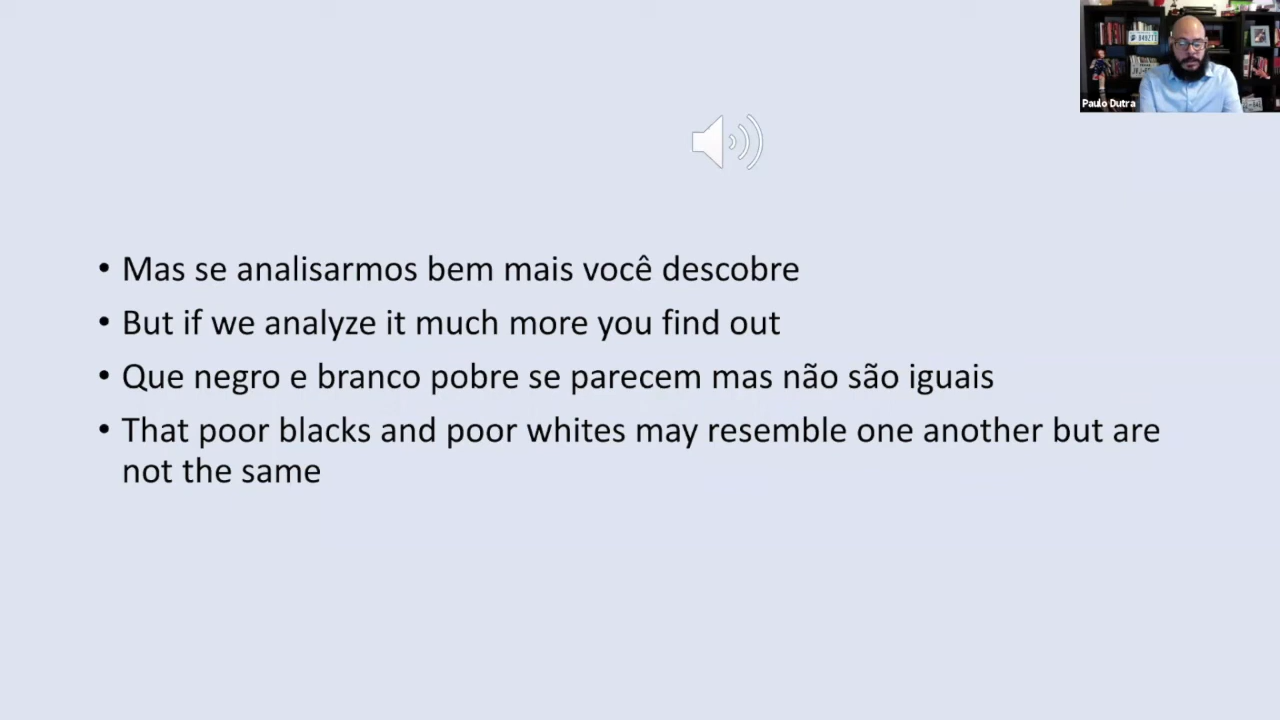 Paulo Dutra
• Mas se analisarmos bem mais você descobre
• But if we analyze it much more you find out
• Que negro e branco pobre se parecem mas não são iguais
• That poor blacks and poor whites may resemble one another but are
not the same